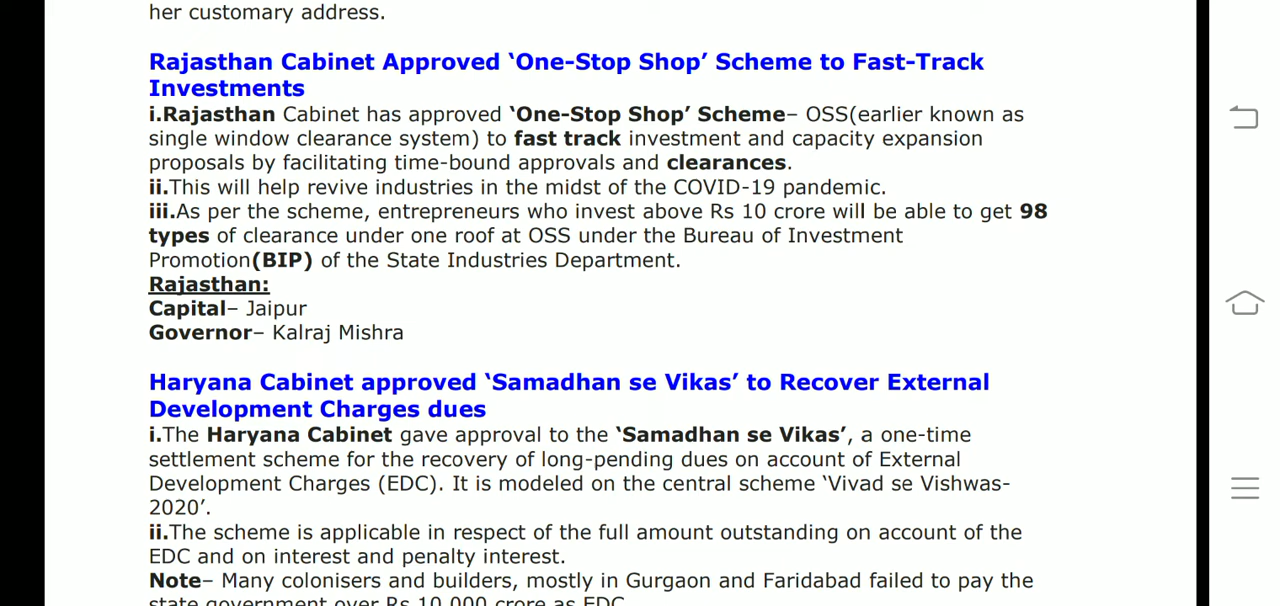 her customary address.
Rajasthan Cabinet Approved ‘One-Stop Shop’ Scheme to Fast-Track
Investments
i.Rajasthan Cabinet has approved ‘One-Stop Shop’ Scheme– OSS(earlier known as
single window clearance system) to fast track investment and capacity expansion
proposals by facilitating time-bound approvals and clearances.
ii.This will help revive industries in the midst of the COVID-19 pandemic.
iii.As per the scheme, entrepreneurs who invest above Rs 10 crore will be able to get 98
types of clearance under one roof at OSS under the Bureau of Investment
Promotion(BIP) of the State Industries Department.
Rajasthan:
Capital– Jaipur
Governor– Kalraj Mishra
Haryana Cabinet approved ‘Samadhan se Vikas’ to Recover External
Development Charges dues
i.The Haryana Cabinet gave approval to the ‘Samadhan se Vikas’, a one-time
settlement scheme for the recovery of long-pending dues on account of External
Development Charges (EDC). It is modeled on the central scheme ‘Vivad se Vishwas-
2020’.
ii.The scheme is applicable in respect of the full amount outstanding on account of the
EDC and on interest and penalty interest.
Note– Many colonisers and builders, mostly in Gurgaon and Faridabad failed to pay the
state government over Rs 10,000 crore as EDC.